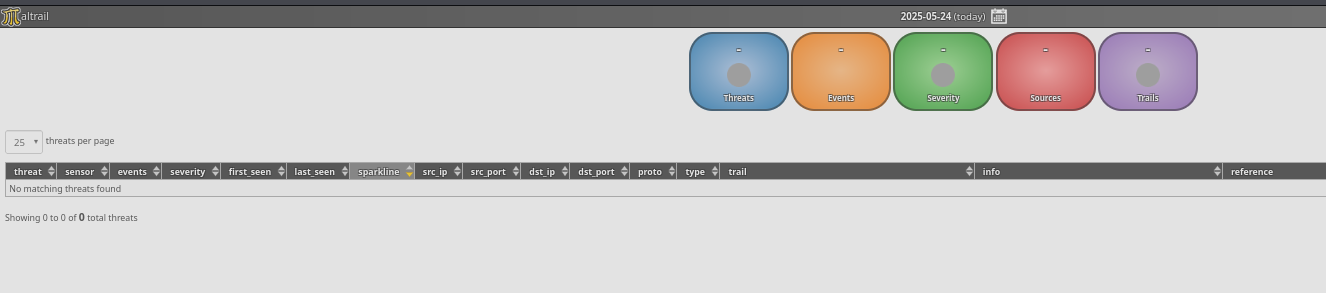 altrail
2025-05-24 (today)
- - - - -
Threats Events Severity Sources Trails
25 threats per page
threat sensor events severity first_seen last_seen sparkline src_ip src_port dst_ip dst_port proto type trail info reference
No matching threats found
Showing 0 to 0 of 0 total threats